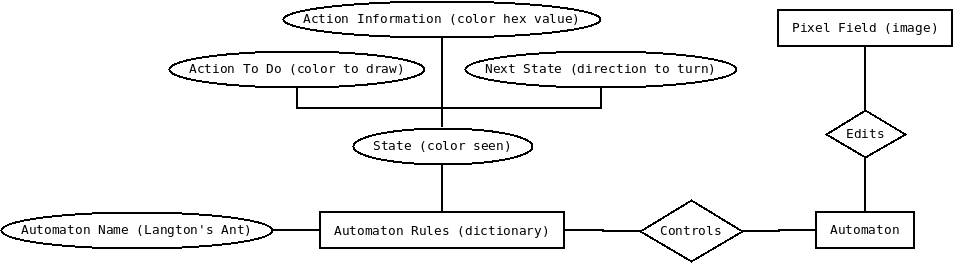 Action Information (color hex value)
Pixel Field (image)
Action To Do (color to draw)
Next State (direction to turn)
Edits
State (color seen)
Automaton Name (Langton's Ant)
Automaton Rules (dictionary)
Controls
Automaton